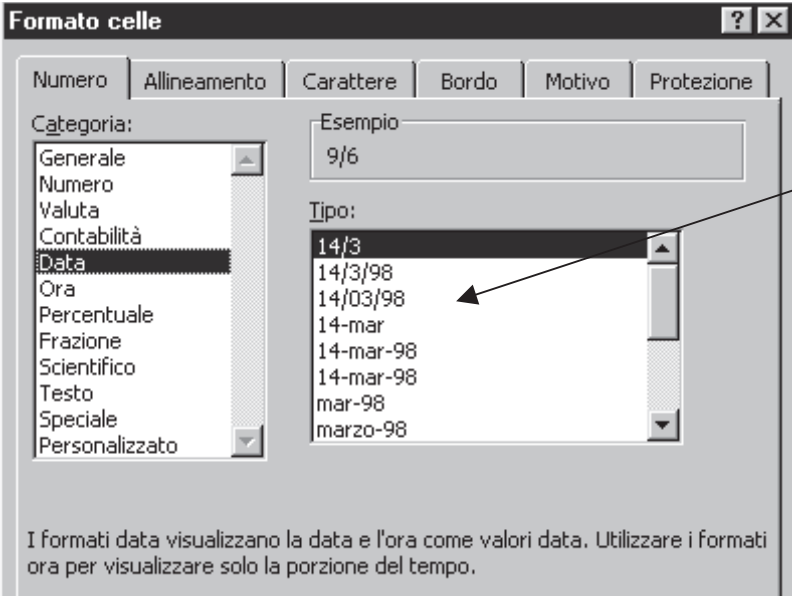 Formato celle
Numero Allineamento Carattere Bordo Motivo Protezione
Categoria:
Generale
Numero
Valuta
Contabilità
Data
Ora
Percentuale
Frazione
Scientifico
Testo
Speciale
Personalizzato
Esempio
9/6
Tipo:
14/3
14/3/98
14/03/98
14-mar
14-mar-98
14-mar-98
mar-98
marzo-98
I formati data visualizzano la data e l'ora come valori data. Utilizzare i formati
ora per visualizzare solo la porzione del tempo.